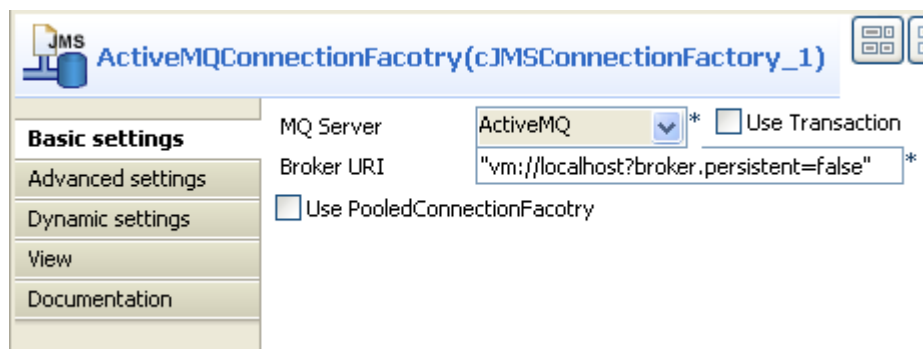 JMS
ActiveMQConnectionFacotry(cJMSConnectionFactory_1)
Basic settings
Advanced settings
Dynamic settings
View
Documentation
MQ Server ActiveMQ * Use Transaction
Broker URI "vm://localhost?broker.persistent=false" *
Use PooledConnectionFacotry